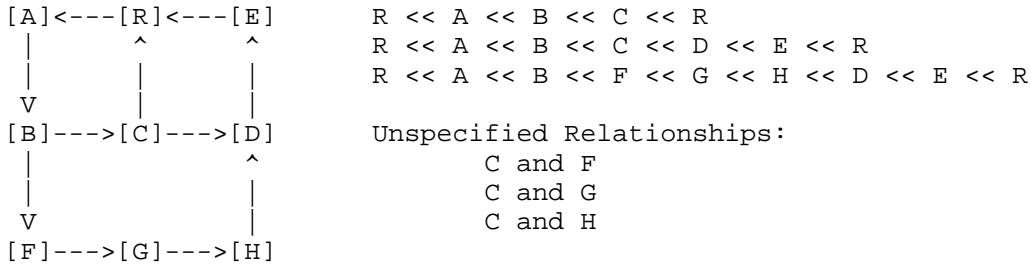 [A]<---[R]<---[E]      R << A << B << C << R
 |      ^      ^       R << A << B << C << D << E << R
 |      |      |       R << A << B << F << G << H << D << E << R
 V      |      |
[B]--->[C]--->[D]      Unspecified Relationships:
 |             ^              C and F
 |             |              C and G
 V             |              C and H
[F]--->[G]--->[H]